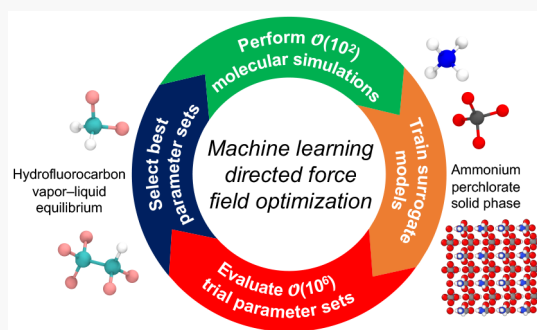 Perform 𝒪(10²)
molecular simulations
Train surrogate
models
Evaluate 𝒪(10⁶)
trial parameter sets
Select best
parameter sets
Machine learning
directed force
field optimization
Hydrofluorocarbon
vapor–liquid
equilibrium
Ammonium
perchlorate
solid phase